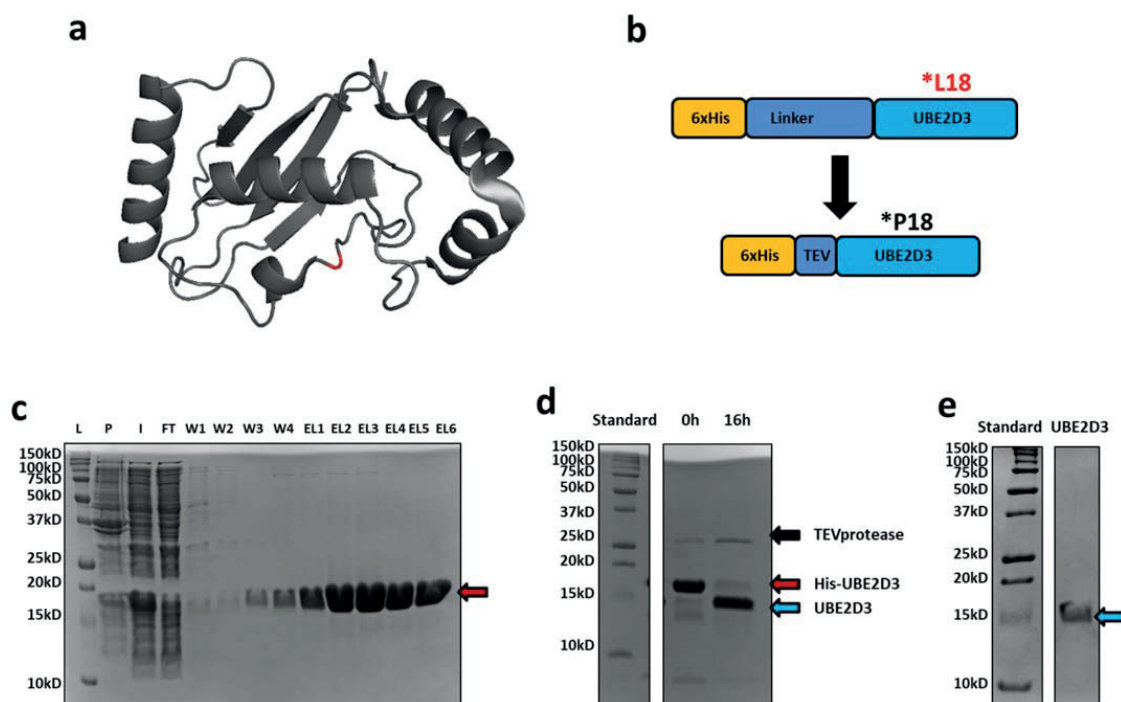 a
b
*L18
6xHis Linker UBE2D3
*P18
6xHis TEV UBE2D3
c
L P I FT W1 W2 W3 W4 EL1 EL2 EL3 EL4 EL5 EL6
150kD
100kD
75kD
50kD
37kD
25kD
20kD
15kD
10kD
d
Standard 0h 16h
150kD
100kD
75kD
50kD
37kD
25kD
20kD
15kD
10kD
TEVprotease
His-UBE2D3
UBE2D3
e
Standard UBE2D3
150kD
100kD
75kD
50kD
37kD
25kD
20kD
15kD
10kD